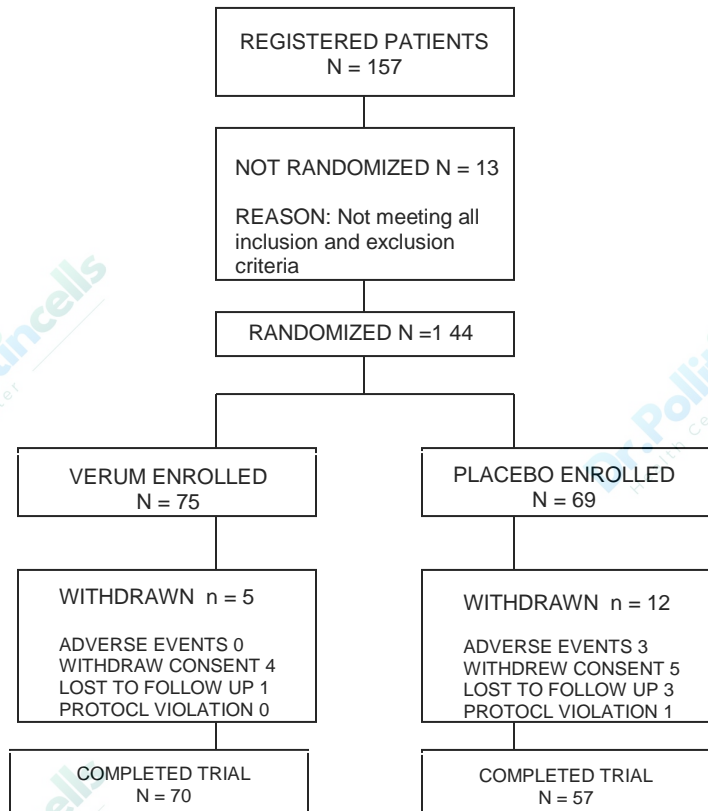 REGISTERED PATIENTS
N = 157
NOT RANDOMIZED N = 13
REASON: Not meeting all
inclusion and exclusion
criteria
RANDOMIZED N =1 44
VERUM ENROLLED
N = 75
PLACEBO ENROLLED
N = 69
WITHDRAWN n = 5
ADVERSE EVENTS 0
WITHDRAW CONSENT 4
LOST TO FOLLOW UP 1
PROTOCL VIOLATION 0
WITHDRAWN n = 12
ADVERSE EVENTS 3
WITHDREW CONSENT 5
LOST TO FOLLOW UP 3
PROTOCL VIOLATION 1
COMPLETED TRIAL
N = 70
COMPLETED TRIAL
N = 57